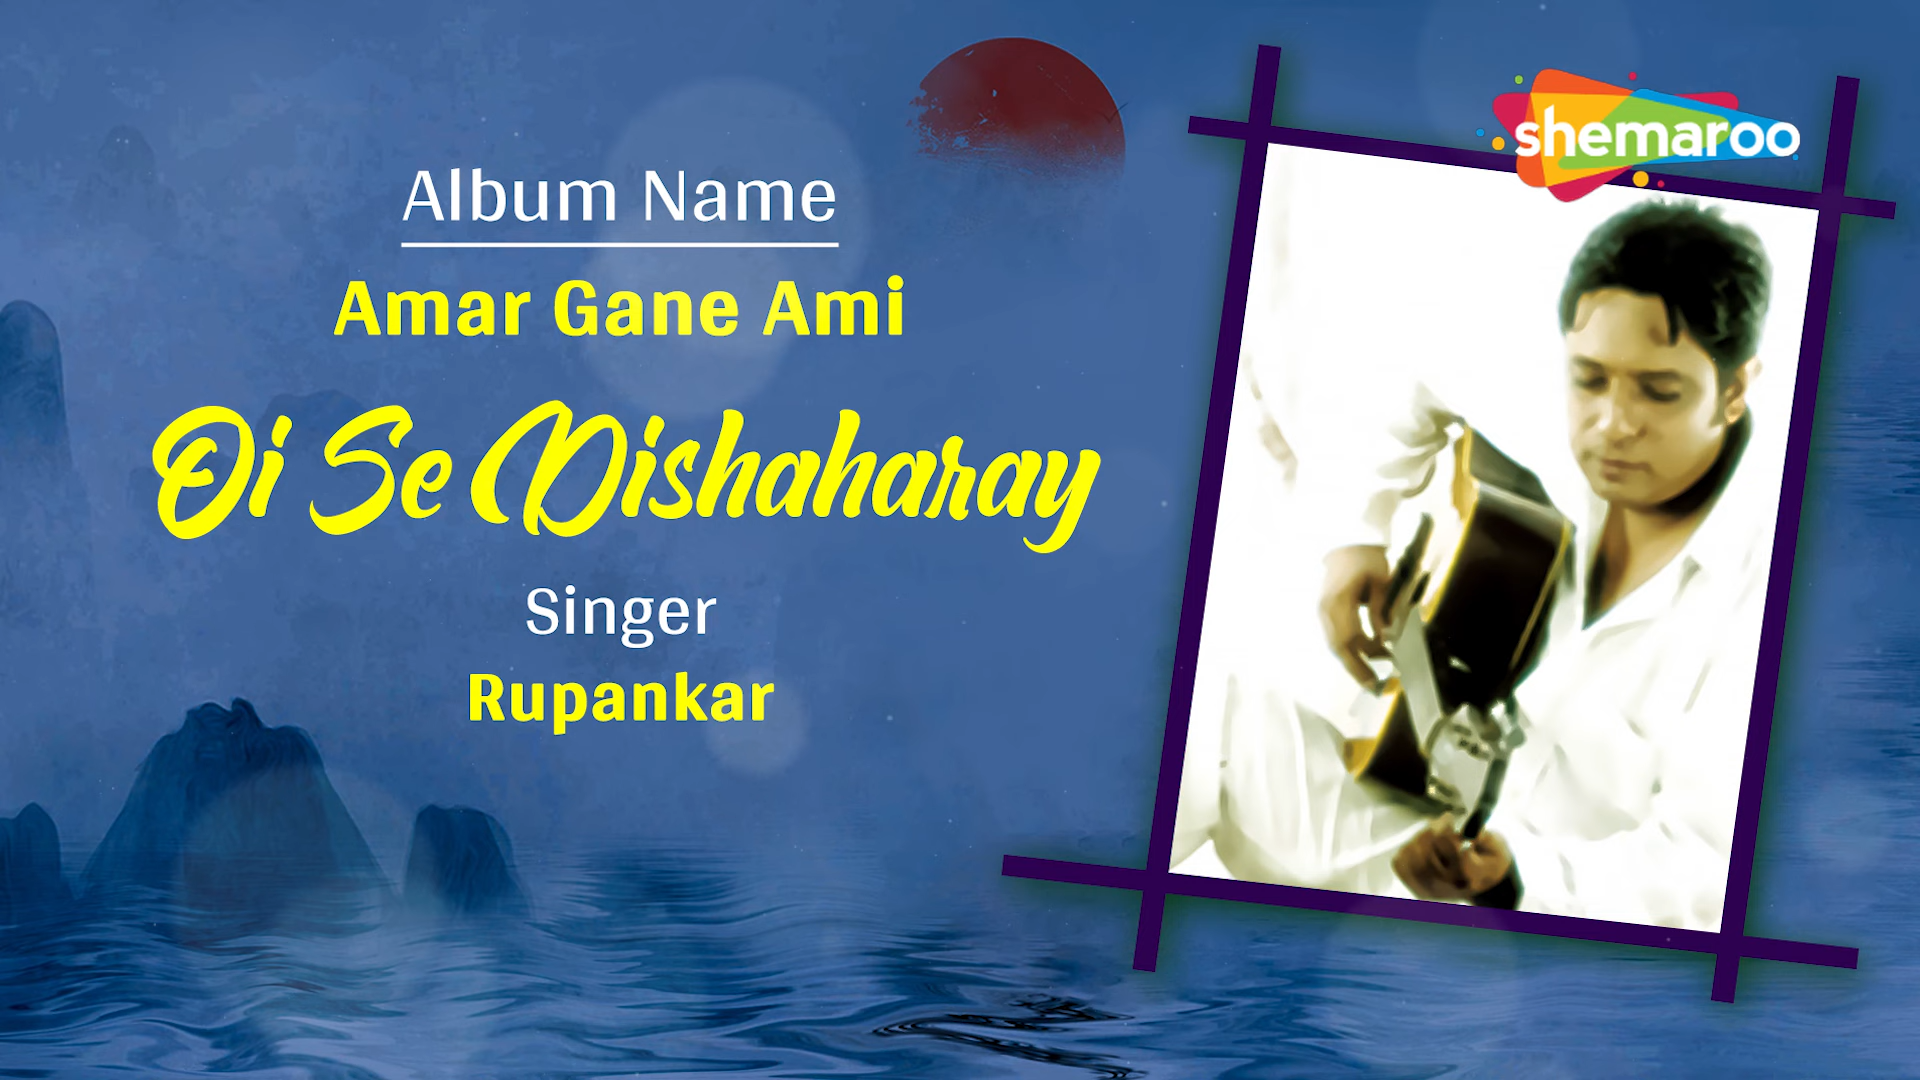 shemaroo
Album Name
Amar Gane Ami
Oi Se Dishaharay
Singer
Rupankar